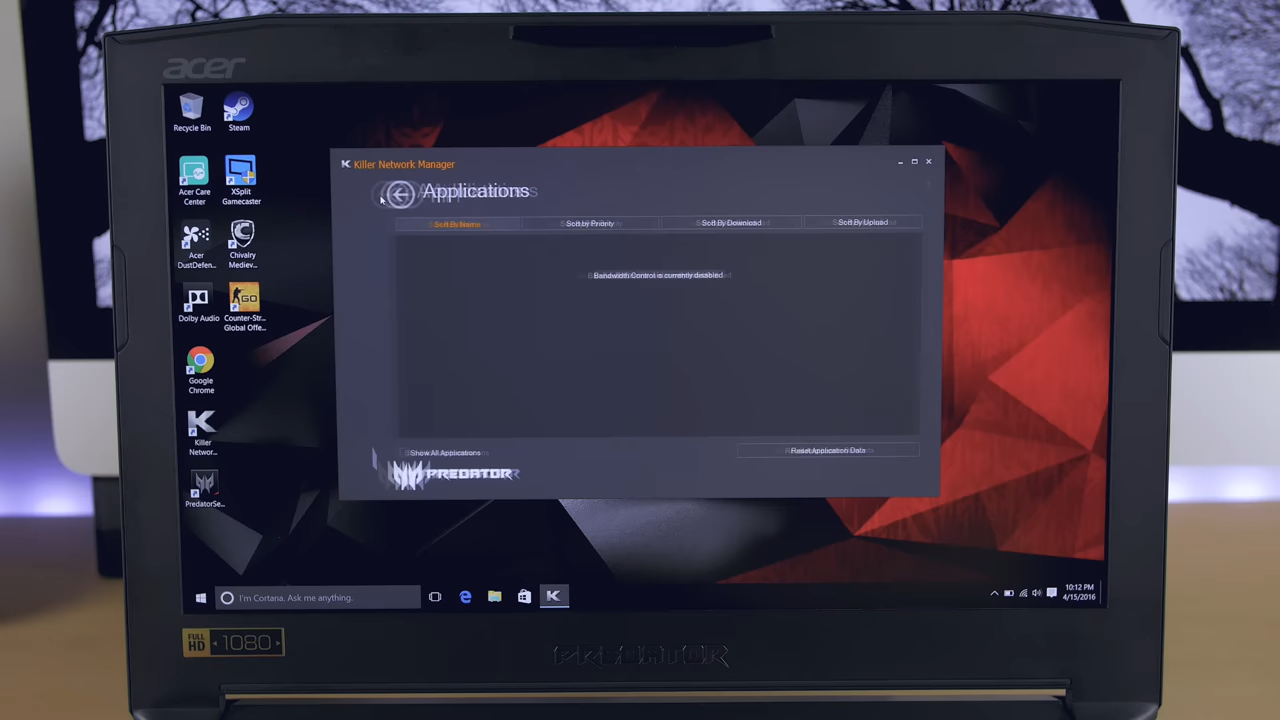 acer
Recycle Bin
Steam
Acer Care
Center
XSplit
Gamecaster
Acer
DustDefen...
Chivalry
Mediev...
Dolby Audio
GO
Counter-Str...
Global Offe...
Google
Chrome
K
Killer
Networ...
PredatorSe...
K Killer Network Manager
Applications
Sort By Name
Sort by Priority
Sort By Download
Sort By Upload
Bandwidth Control is currently disabled
Show All Applications
Reset Application Data
PREDATOR
I'm Cortana. Ask me anything.
K
10:12 PM
4/15/2016
FULL
HD
1080
PREDATOR